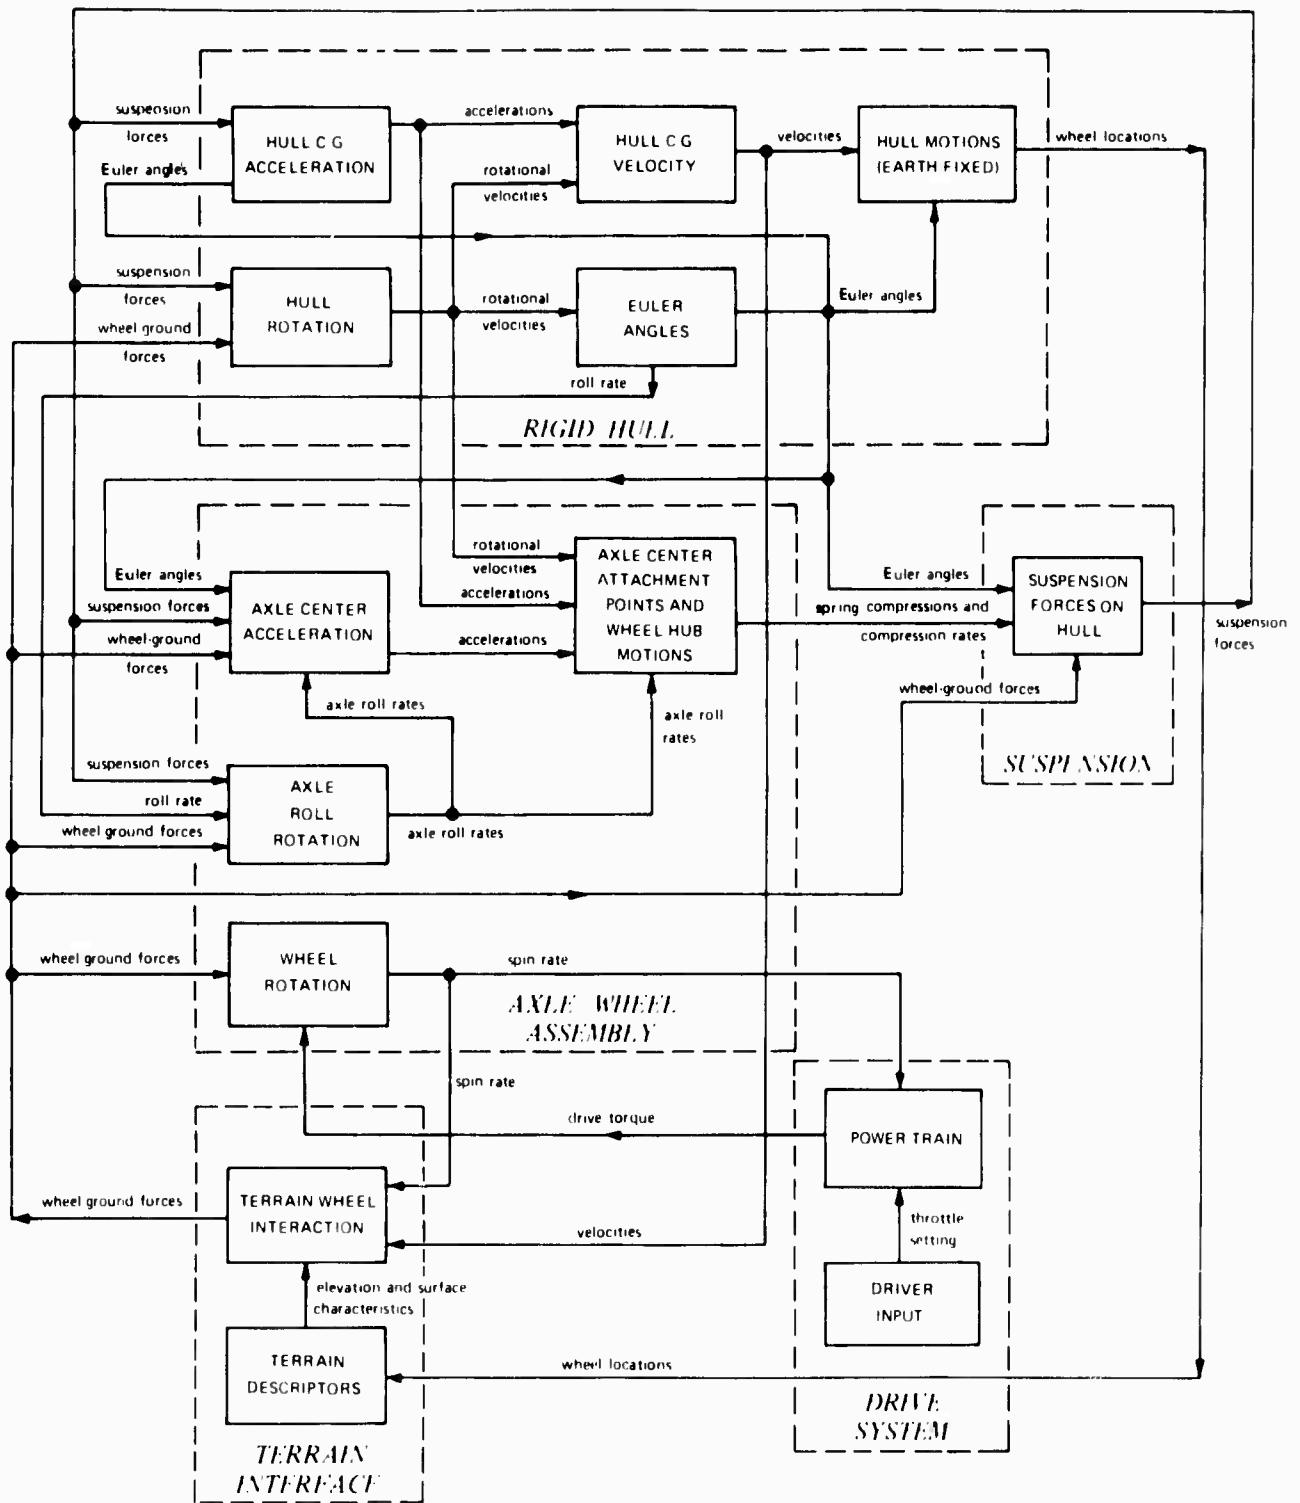 suspension
forces
HULL C G
ACCELERATION
accelerations
HULL C G
VELOCITY
velocities
HULL MOTIONS
(EARTH FIXED)
wheel locations
Euler angles
rotational
velocities
suspension
forces
wheel ground
forces
HULL
ROTATION
rotational
velocities
EULER
ANGLES
Euler angles
roll rate
RIGID HULL
Euler angles
suspension forces
wheel-ground
forces
AXLE CENTER
ACCELERATION
rotational
velocities
accelerations
accelerations
AXLE CENTER
ATTACHMENT
POINTS AND
WHEEL HUB
MOTIONS
Euler angles
spring compressions and
compression rates
SUSPENSION
FORCES ON
HULL
suspension
forces
wheel-ground forces
SUSPENSION
axle roll rates
axle roll
rates
suspension forces
roll rate
wheel ground forces
AXLE
ROLL
ROTATION
axle roll rates
wheel ground forces
WHEEL
ROTATION
spin rate
AXLE WHEEL
ASSEMBLY
spin rate
drive torque
POWER TRAIN
wheel ground forces
TERRAIN WHEEL
INTERACTION
velocities
throttle
setting
elevation and surface
characteristics
DRIVER
INPUT
TERRAIN
DESCRIPTORS
wheel locations
DRIVE
SYSTEM
TERRAIN
INTERFACE